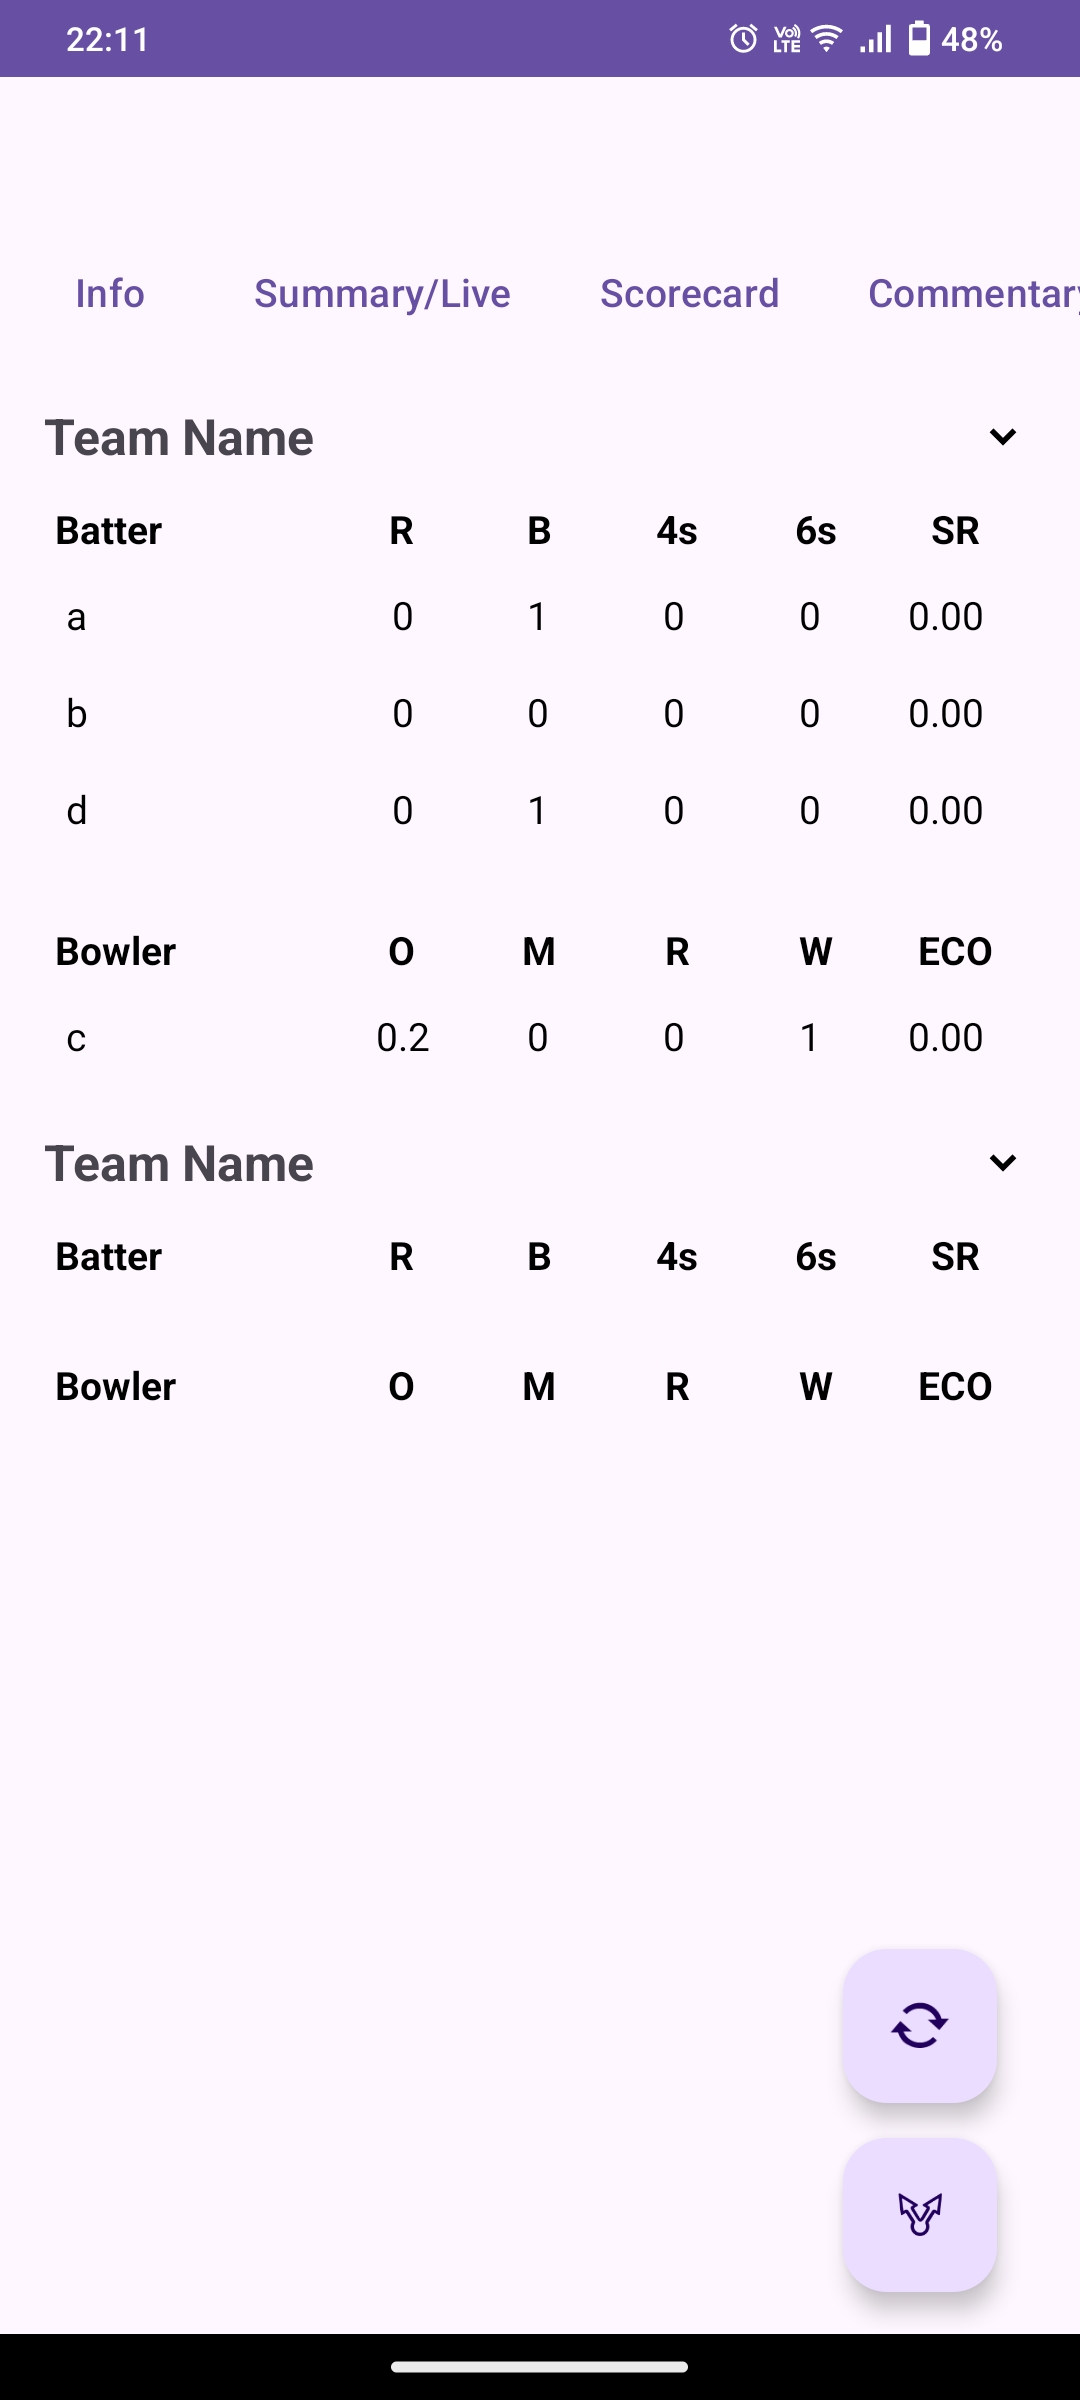 22:11 Vo)) LTE 48%
Info Summary/Live Scorecard Commentary
Team Name
Batter R B 4s 6s SR
a 0 1 0 0 0.00
b 0 0 0 0 0.00
d 0 1 0 0 0.00
Bowler O M R W ECO
c 0.2 0 0 1 0.00
Team Name
Batter R B 4s 6s SR
Bowler O M R W ECO